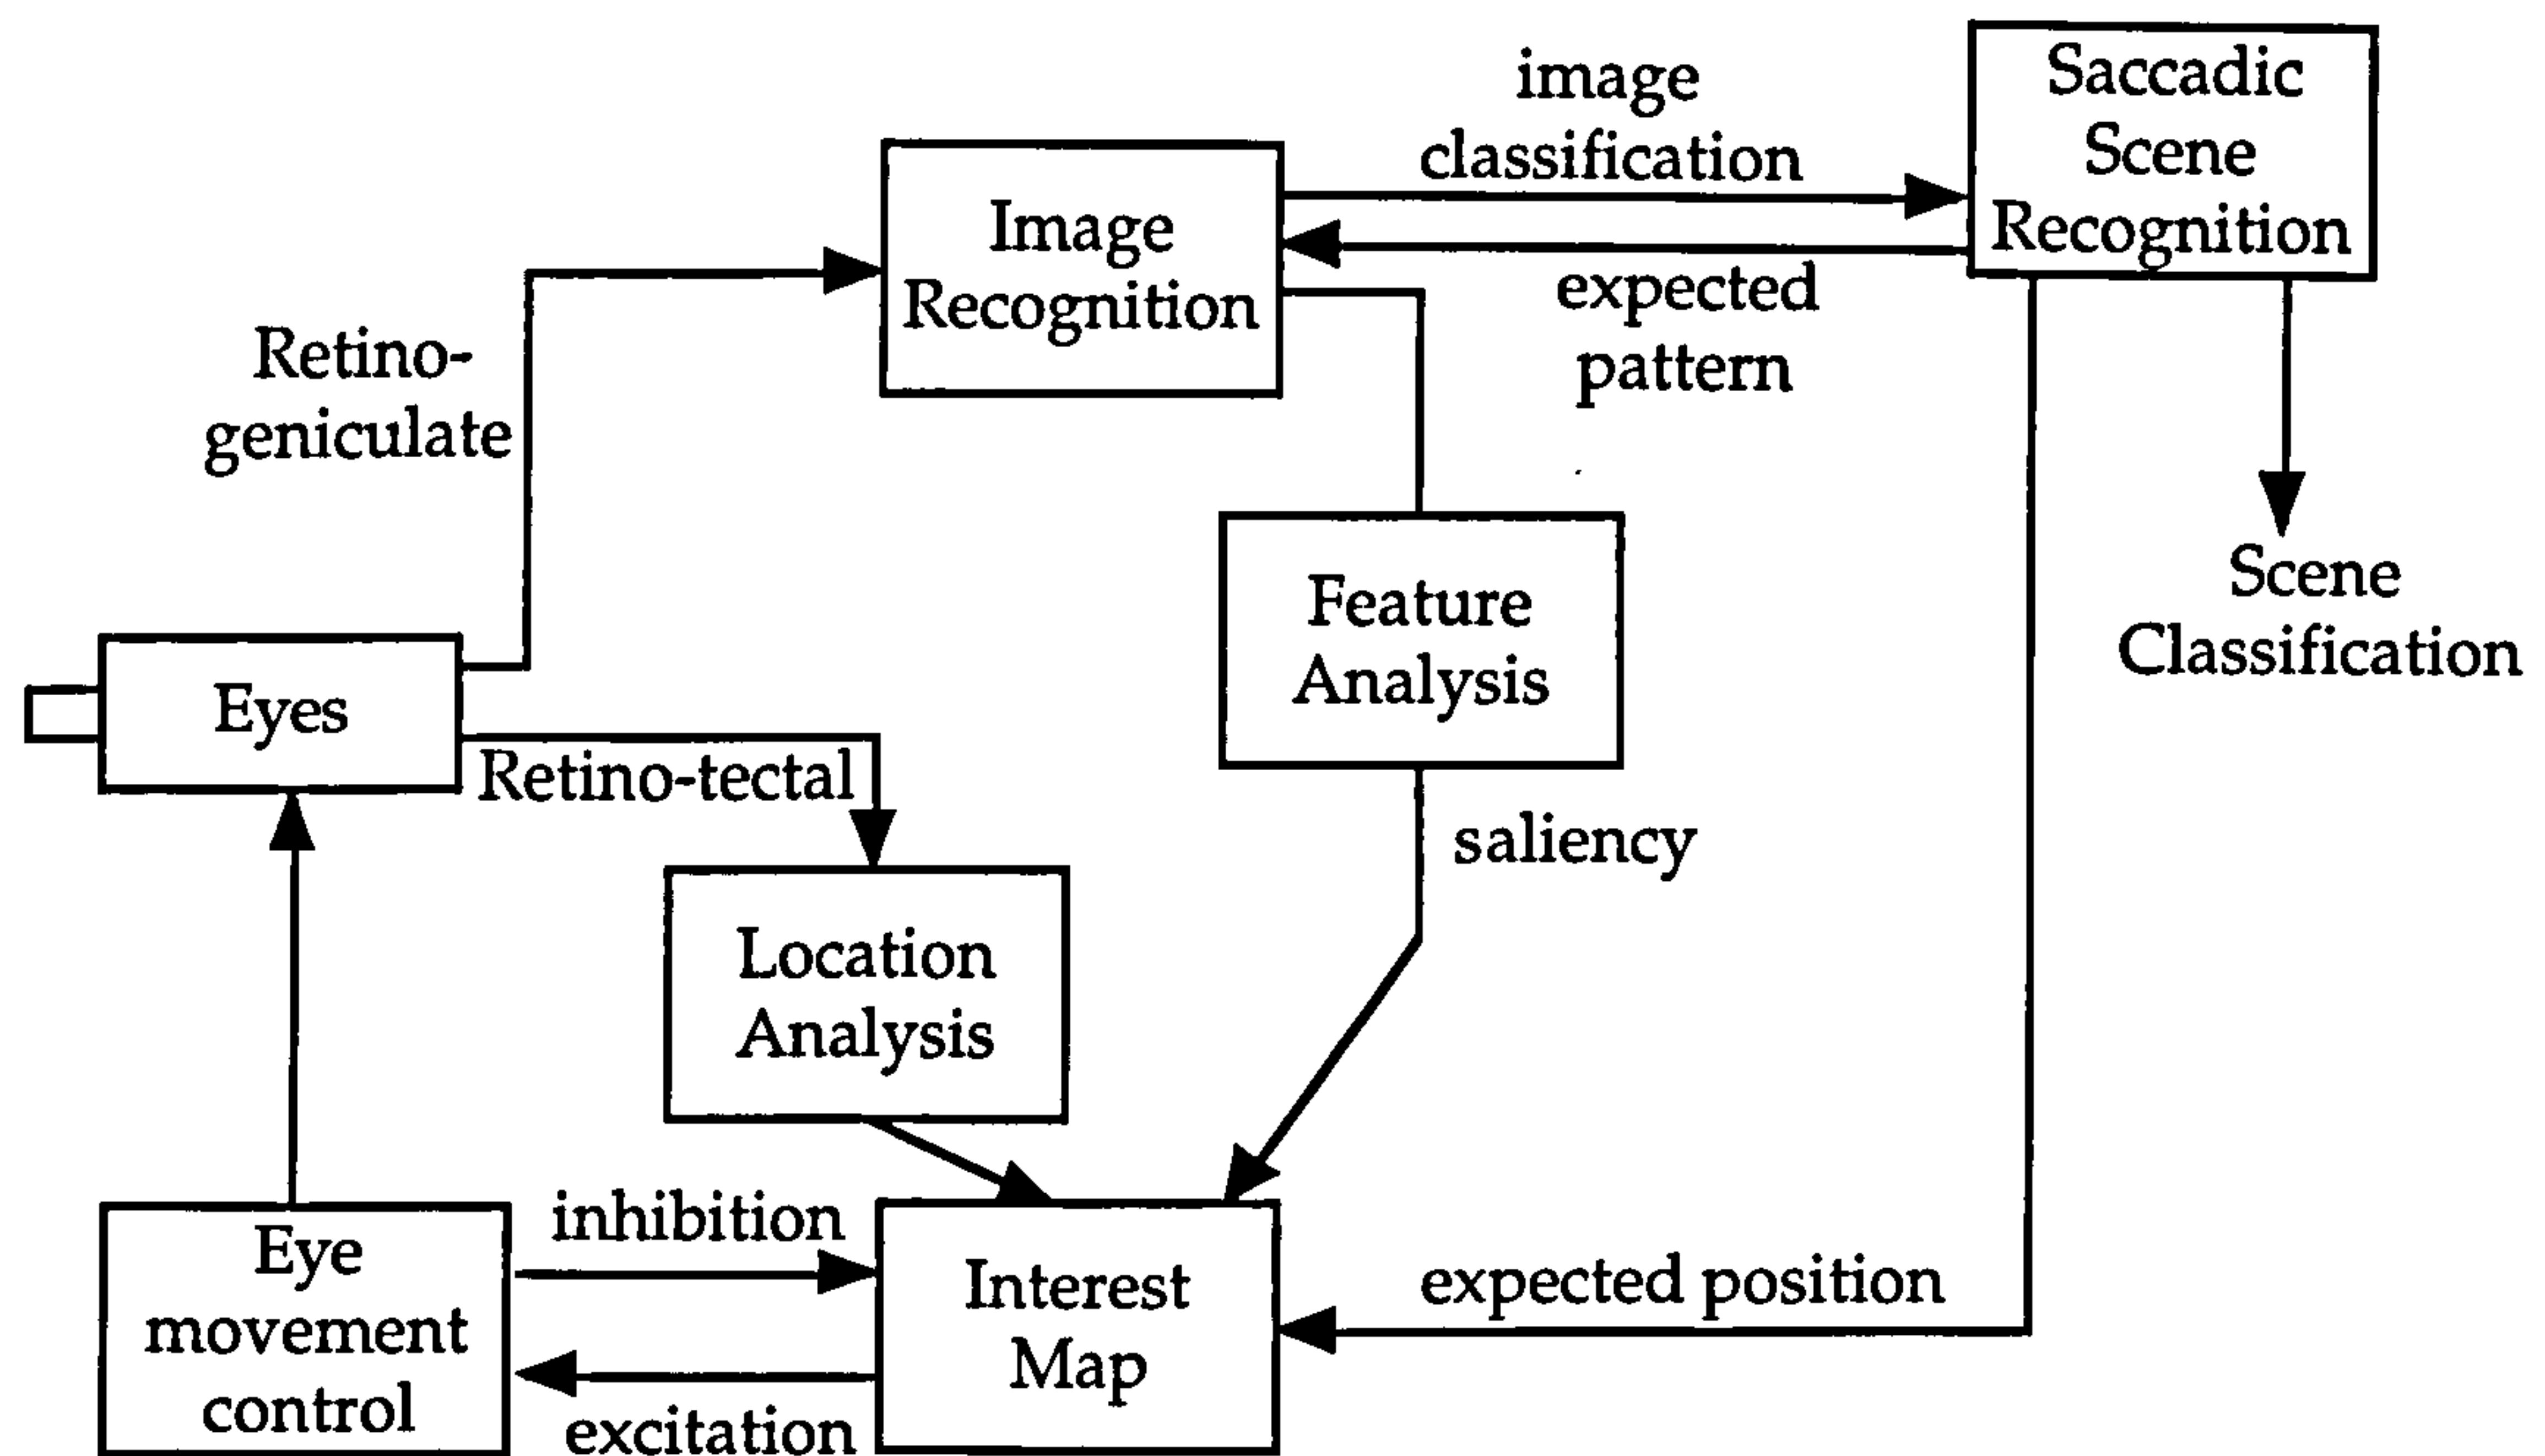 image
classification
Saccadic
Scene
Recognition
Image
Recognition
expected
pattern
Retino-
geniculate
Feature
Analysis
Scene
Classification
Eyes
Retino-tectal
saliency
Location
Analysis
inhibition
Eye
movement
control
Interest
Map
expected position
excitation